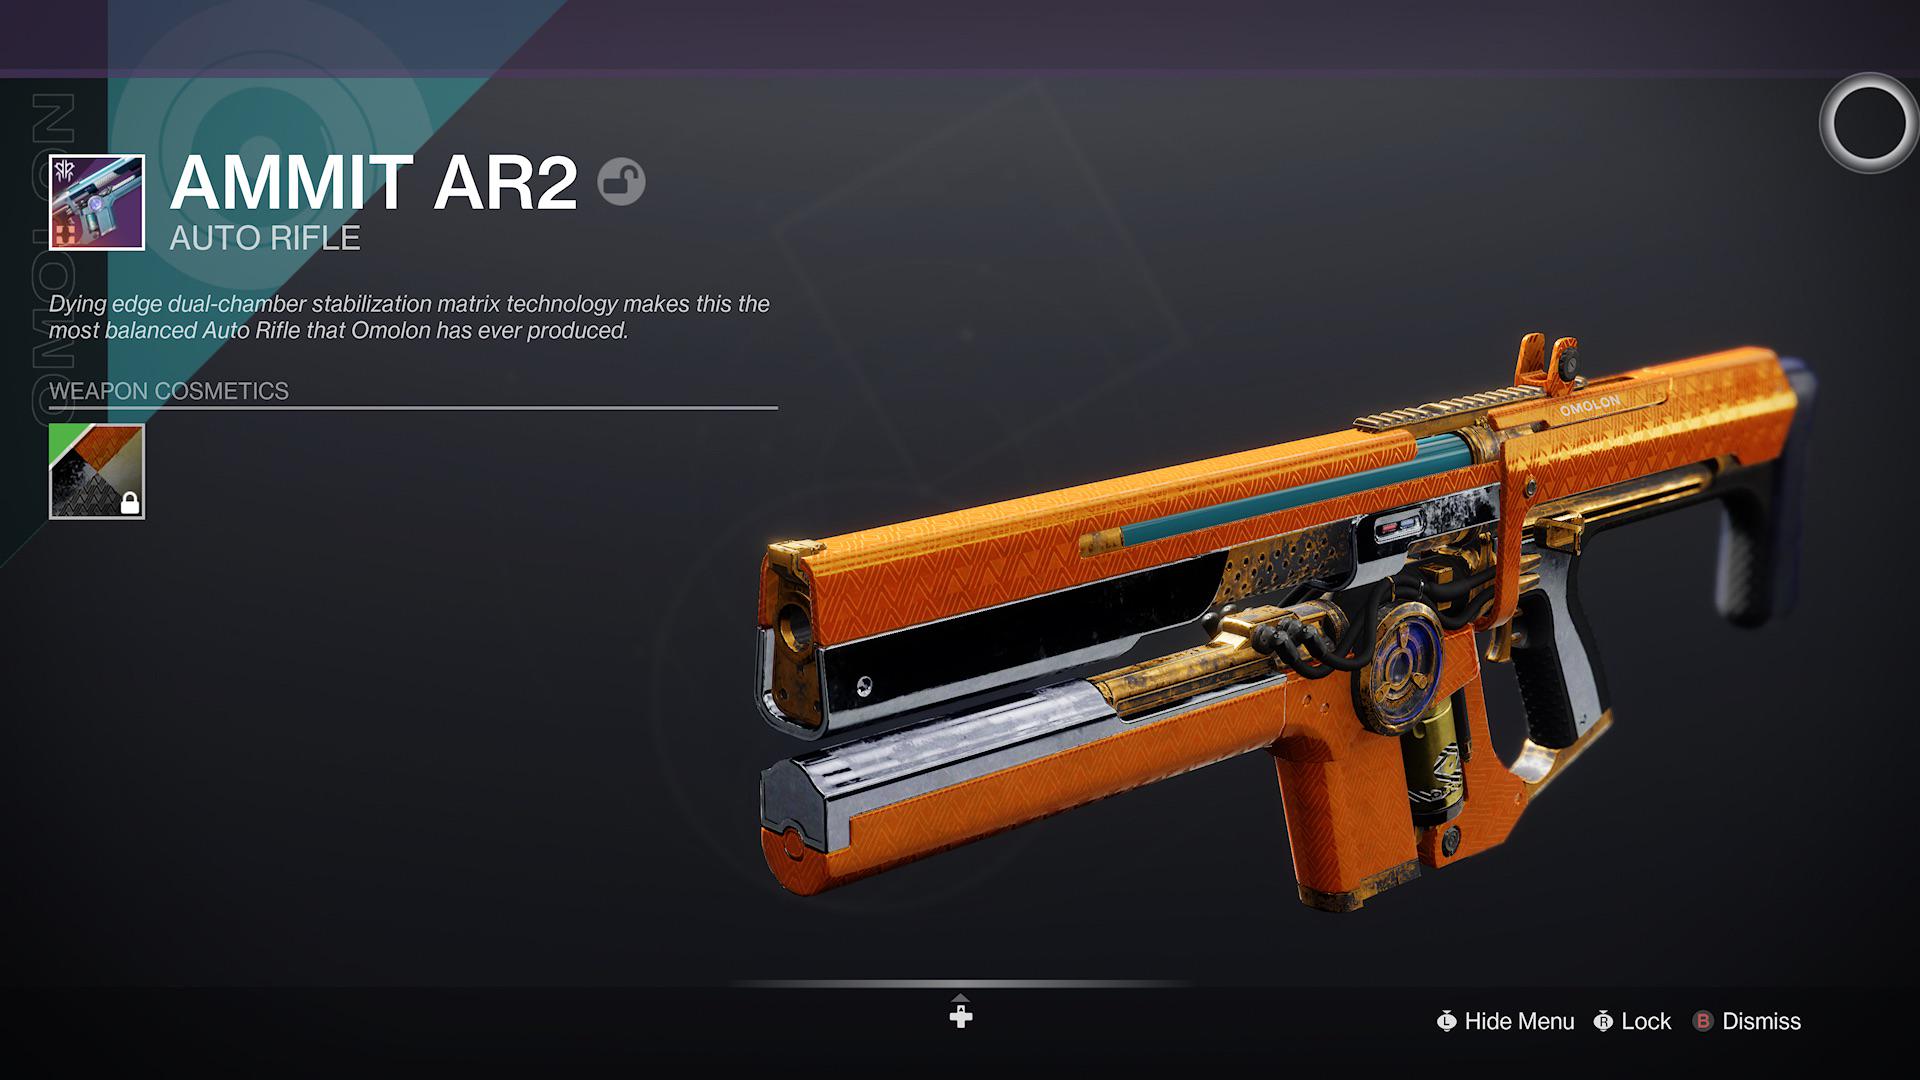 OMOLON
AMMIT AR2
AUTO RIFLE
Dying edge dual-chamber stabilization matrix technology makes this the
most balanced Auto Rifle that Omolon has ever produced.
WEAPON COSMETICS
OMOLON
L Hide Menu
R Lock
B Dismiss